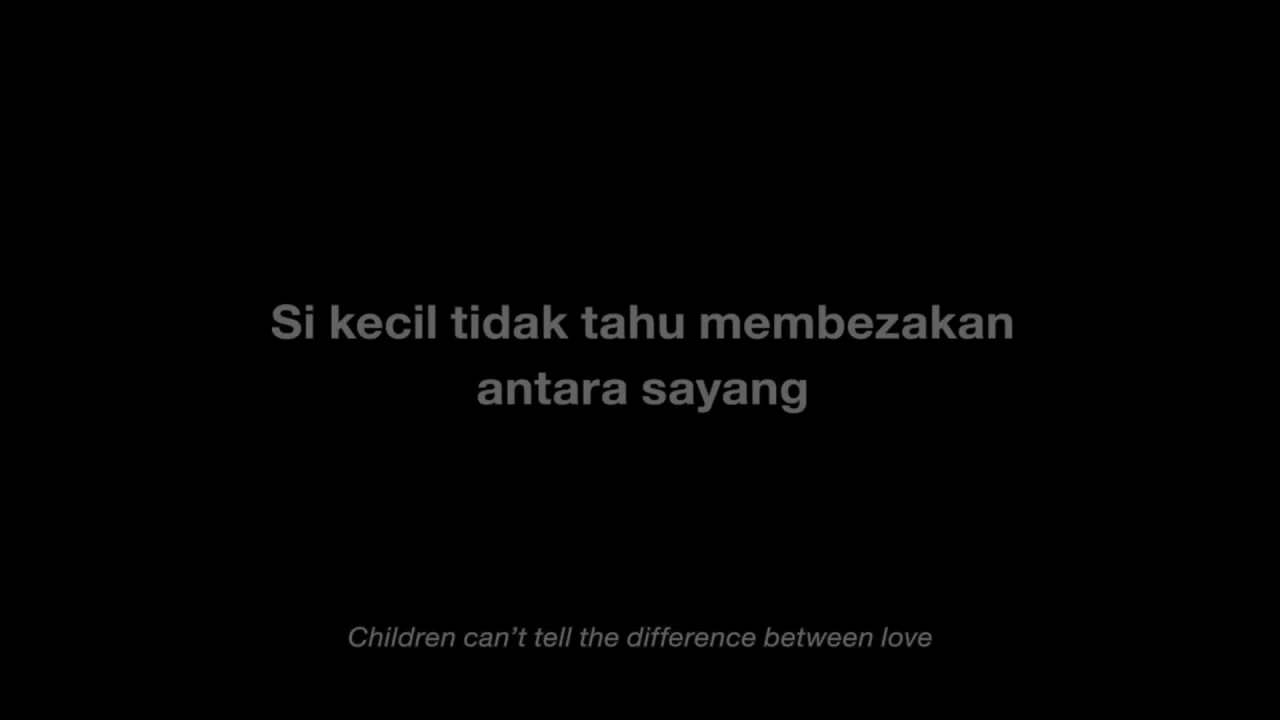 Si kecil tidak tahu membezakan
antara sayang
Children can’t tell the difference between love